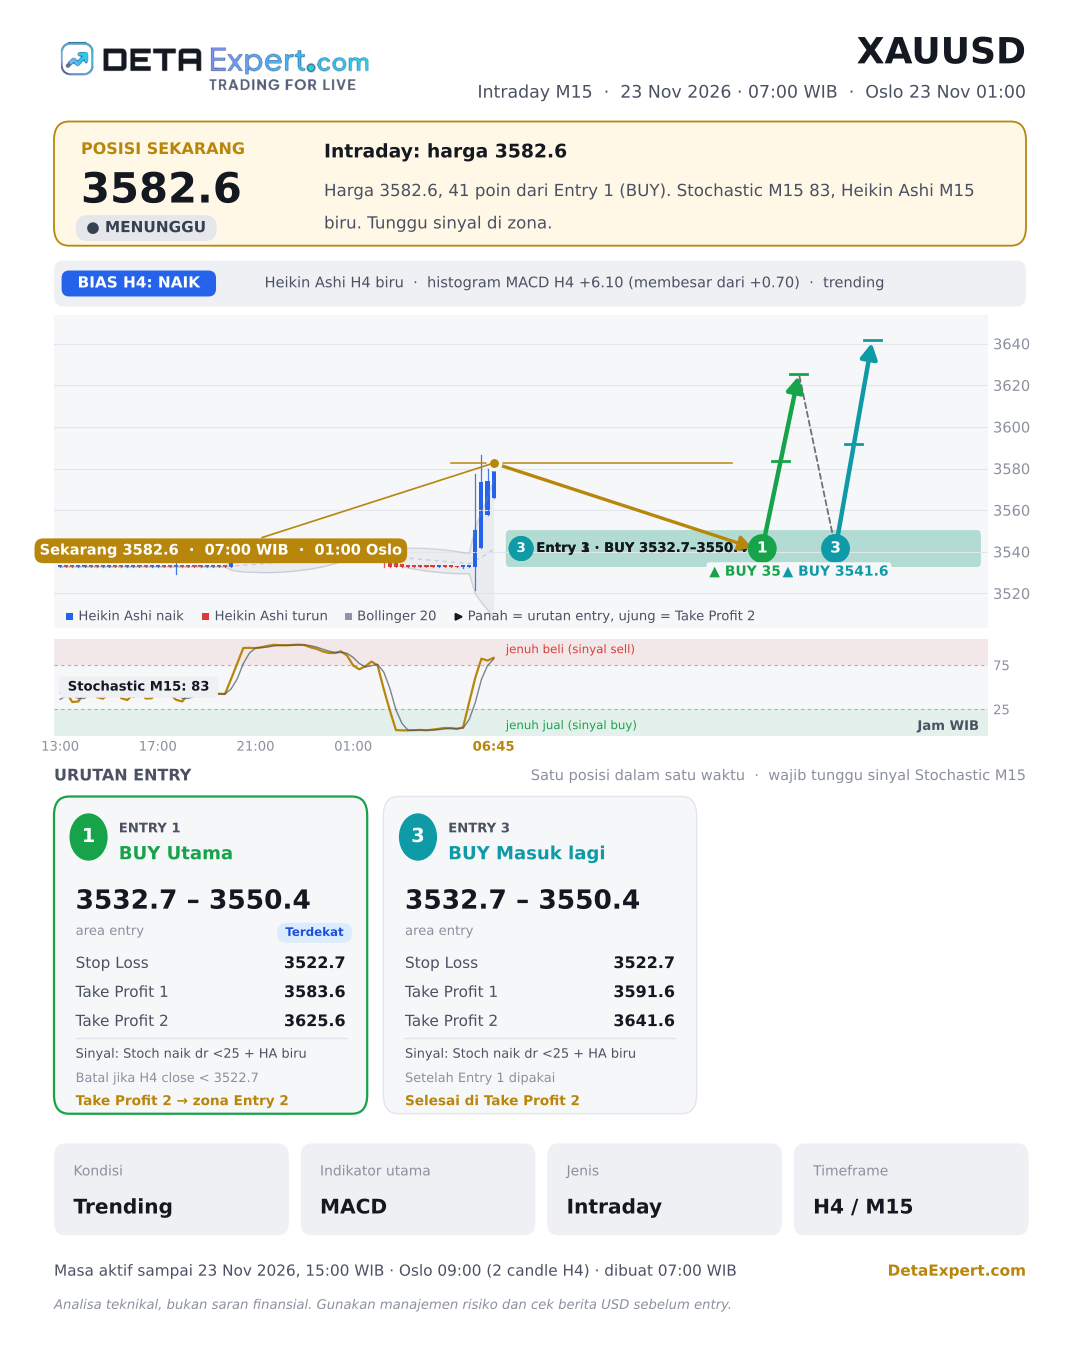 DETA Expert.com
TRADING FOR LIVE
XAUUSD
Intraday M15 · 23 Nov 2026 · 07:00 WIB · Oslo 23 Nov 01:00
POSISI SEKARANG
3582.6
● MENUNGGU
Intraday: harga 3582.6
Harga 3582.6, 41 poin dari Entry 1 (BUY). Stochastic M15 83, Heikin Ashi M15
biru. Tunggu sinyal di zona.
BIAS H4: NAIK
Heikin Ashi H4 biru · histogram MACD H4 +6.10 (membesar dari +0.70) · trending
3640
3620
3600
3580
3560
3540
3520
Sekarang 3582.6 · 07:00 WIB · 01:00 Oslo
3
· BUY 3532.7–3550.
1
3
▲ BUY 35
▲ BUY 3541.6
Heikin Ashi naik
Heikin Ashi turun
Bollinger 20
Panah = urutan entry, ujung = Take Profit 2
jenuh beli (sinyal sell)
75
Stochastic M15: 83
25
jenuh jual (sinyal buy)
Jam WIB
13:00
17:00
21:00
01:00
06:45
URUTAN ENTRY
Satu posisi dalam satu waktu · wajib tunggu sinyal Stochastic M15
1
ENTRY 1
BUY Utama
3532.7 – 3550.4
area entry
Terdekat
Stop Loss 3522.7
Take Profit 1 3583.6
Take Profit 2 3625.6
Sinyal: Stoch naik dr <25 + HA biru
Batal jika H4 close < 3522.7
Take Profit 2 → zona Entry 2
3
ENTRY 3
BUY Masuk lagi
3532.7 – 3550.4
area entry
Stop Loss 3522.7
Take Profit 1 3591.6
Take Profit 2 3641.6
Sinyal: Stoch naik dr <25 + HA biru
Setelah Entry 1 dipakai
Selesai di Take Profit 2
Kondisi
Trending
Indikator utama
MACD
Jenis
Intraday
Timeframe
H4 / M15
Masa aktif sampai 23 Nov 2026, 15:00 WIB · Oslo 09:00 (2 candle H4) · dibuat 07:00 WIB
DetaExpert.com
Analisa teknikal, bukan saran finansial. Gunakan manajemen risiko dan cek berita USD sebelum entry.